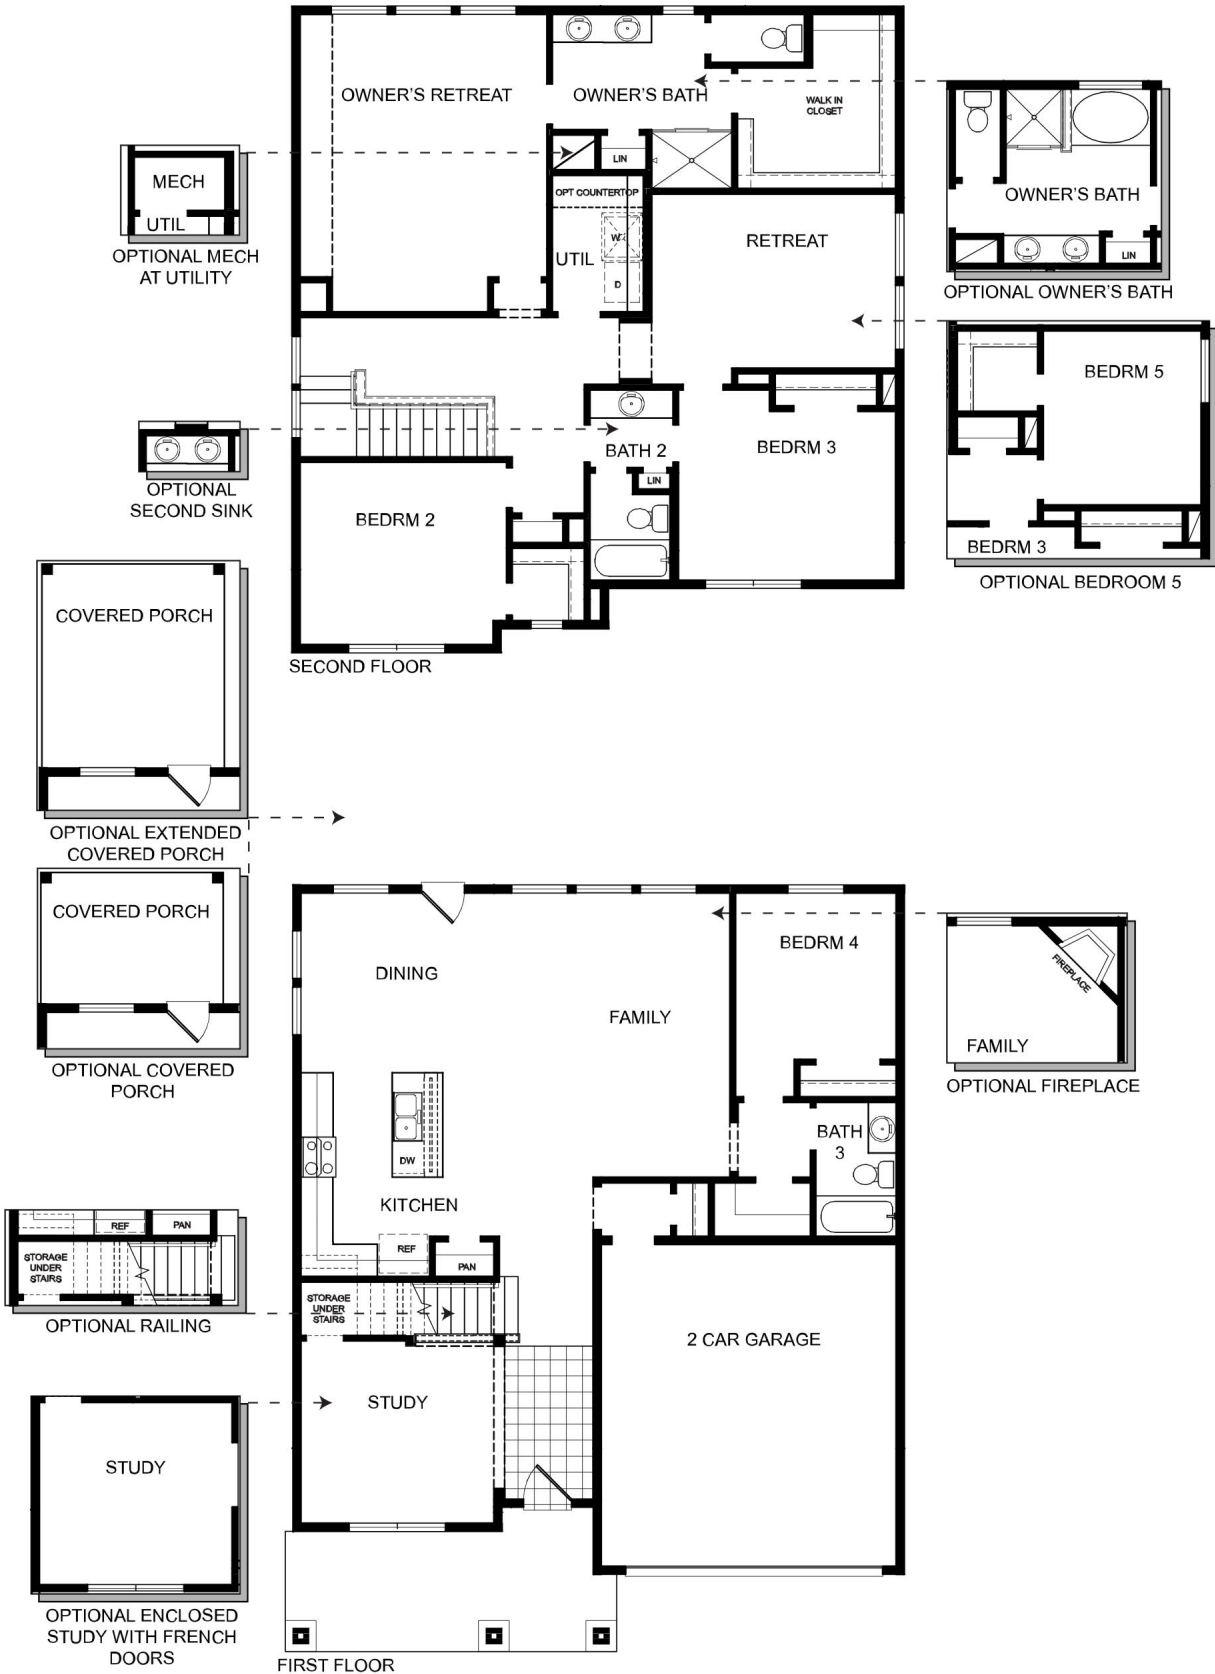 OWNER'S RETREAT
OWNER'S BATH
WALK IN
CLOSET
LIN
OPT COUNTERTOP
W
UTIL
D
RETREAT
MECH
UTIL
OPTIONAL MECH
AT UTILITY
OWNER'S BATH
LIN
OPTIONAL OWNER'S BATH
BEDRM 5
BEDRM 3
OPTIONAL BEDROOM 5
OPTIONAL
SECOND SINK
BATH 2
LIN
BEDRM 3
BEDRM 2
SECOND FLOOR
COVERED PORCH
OPTIONAL EXTENDED
COVERED PORCH
COVERED PORCH
OPTIONAL COVERED
PORCH
DINING
FAMILY
BEDRM 4
FIREPLACE
FAMILY
OPTIONAL FIREPLACE
BATH
3
DW
KITCHEN
REF
PAN
STORAGE
UNDER
STAIRS
REF
PAN
STORAGE
UNDER
STAIRS
OPTIONAL RAILING
2 CAR GARAGE
STUDY
STUDY
OPTIONAL ENCLOSED
STUDY WITH FRENCH
DOORS
FIRST FLOOR